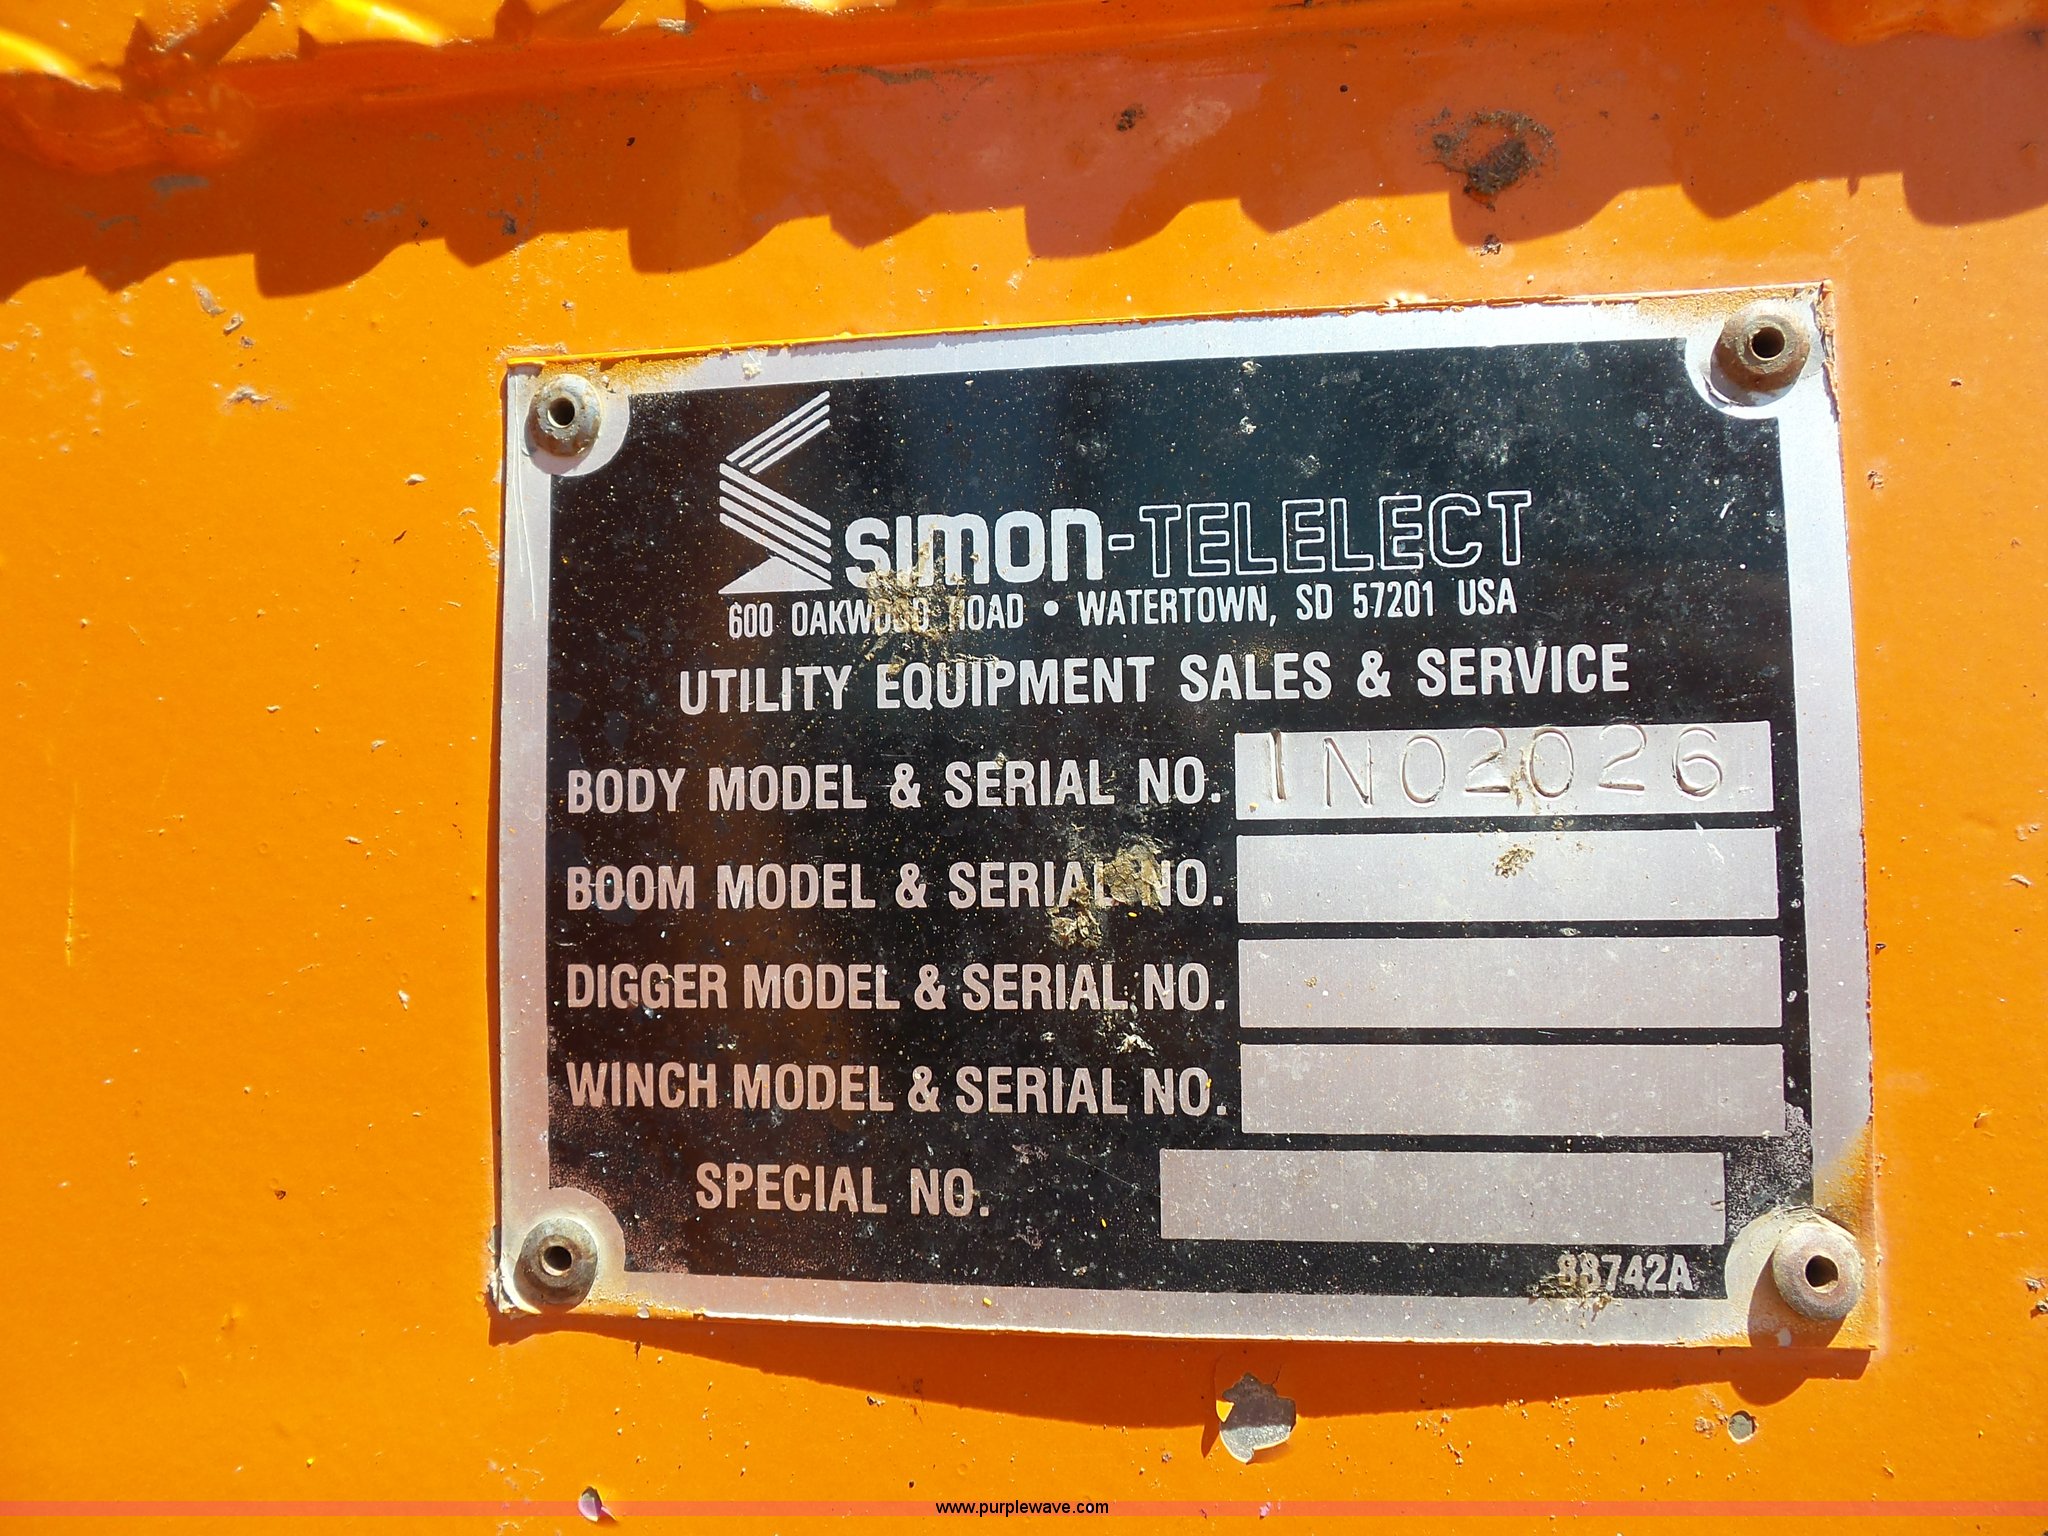 SIMON-TELELECT
600 OAKWOOD ROAD • WATERTOWN, SD 57201 USA
UTILITY EQUIPMENT SALES & SERVICE
BODY MODEL & SERIAL NO. 1NO2026
BOOM MODEL & SERIAL NO.
DIGGER MODEL & SERIAL NO.
WINCH MODEL & SERIAL NO.
SPECIAL NO.
88742A
www.purplewave.com